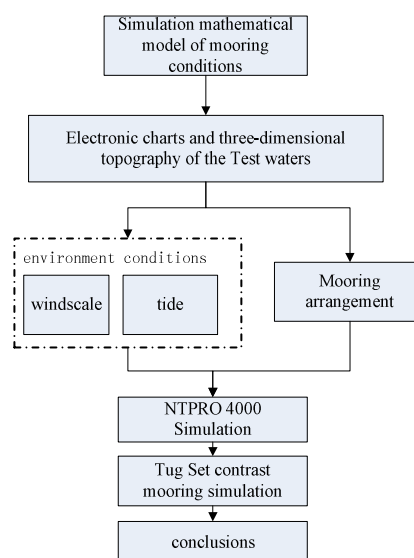 Simulation mathematical
model of mooring
conditions
Electronic charts and three-dimensional
topography of the Test waters
environment conditions
windscale
tide
Mooring
arrangement
NTPRO 4000
Simulation
Tug Set contrast
mooring simulation
conclusions